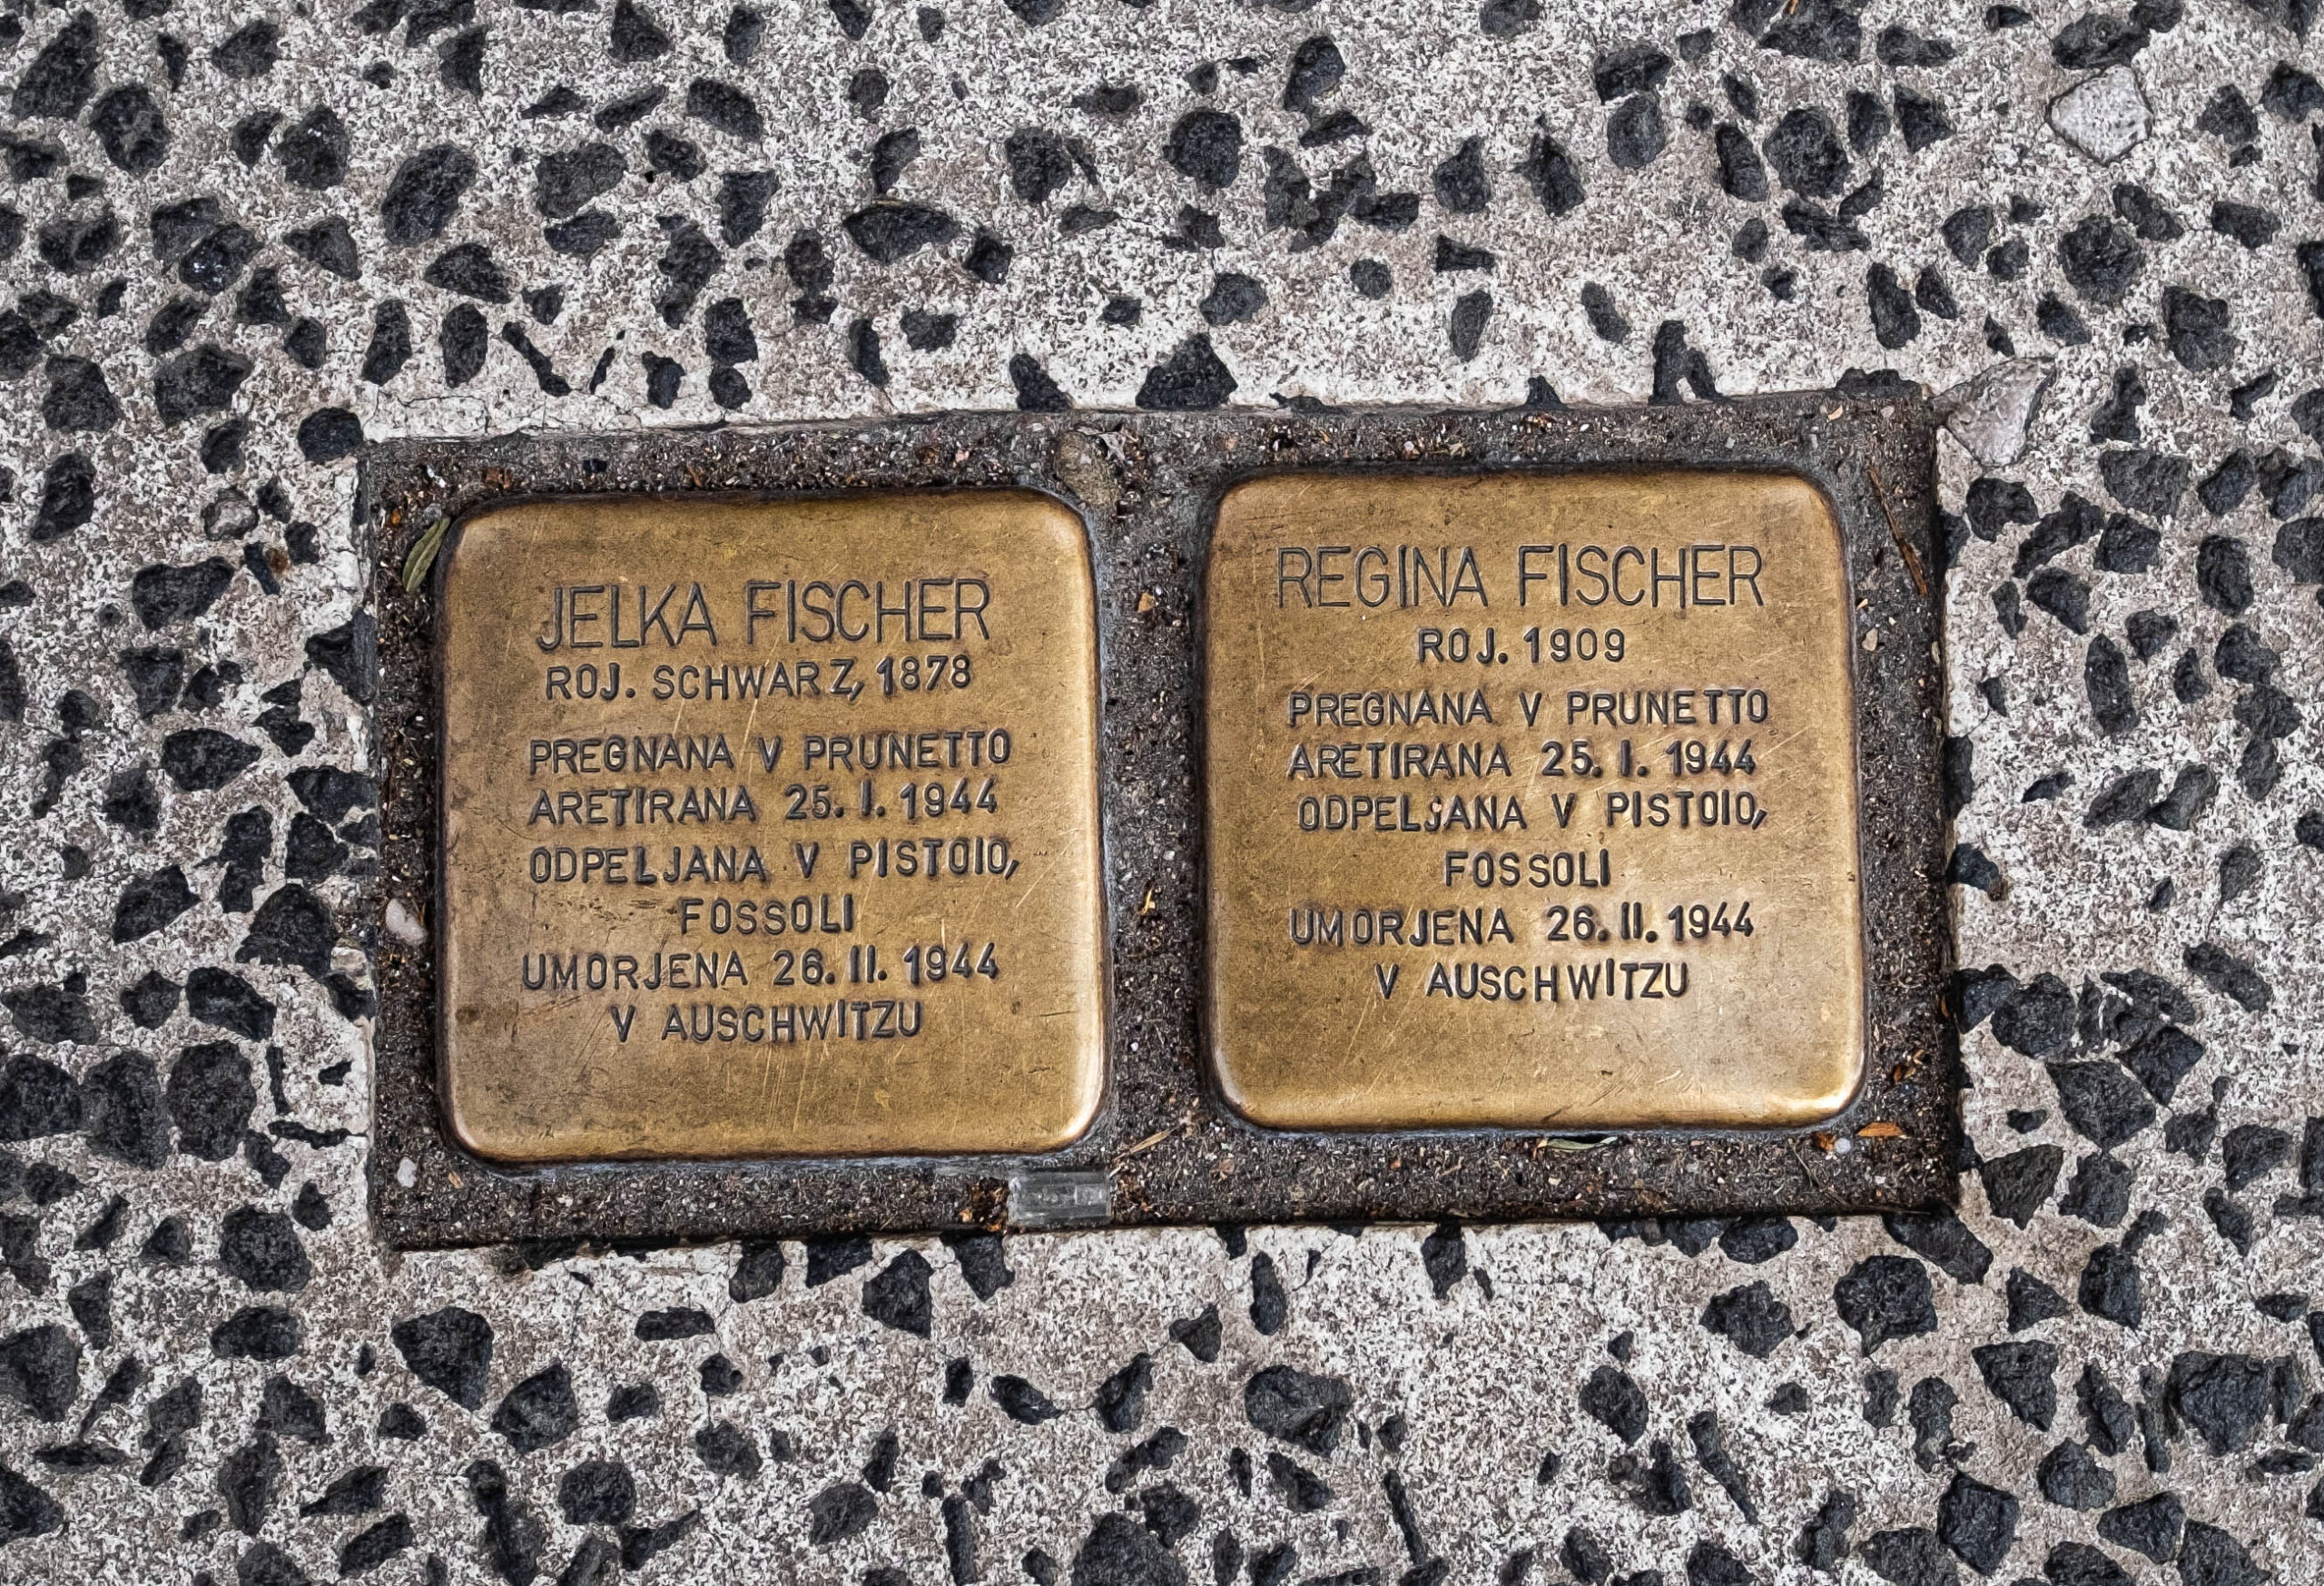 JELKA FISCHER
ROJ. SCHWARZ, 1878
PREGNANA V PRUNETTO
ARETIRANA 25. I. 1944
ODPELJANA V PISTOIO,
FOSSOLI
UMORJENA 26. II. 1944
V AUSCHWITZU
REGINA FISCHER
ROJ. 1909
PREGNANA V PRUNETTO
ARETIRANA 25. I. 1944
ODPELJANA V PISTOIO,
FOSSOLI
UMORJENA 26. II. 1944
V AUSCHWITZU